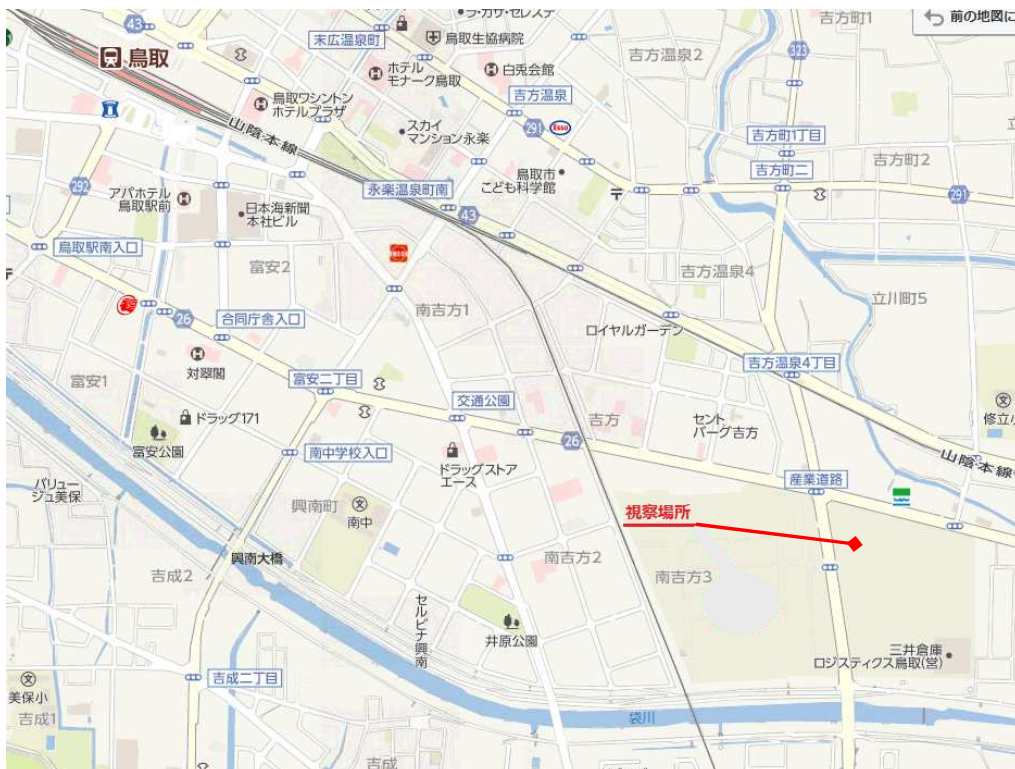 43
ラ・カサ・セレステ
吉方町1
前の地図に
末広温泉町
鳥取生協病院
323
鳥取
吉方温泉2
ホテル
モナーク鳥取
白兎会館
鳥取ワシントン
ホテルプラザ
吉方温泉
山陰本線
スカイ
マンション永楽
291
Esso
吉方町1丁目
吉方町2
鳥取市
こども科学館
吉方町二
292
アパホテル
鳥取駅前
永楽温泉町南
291
日本海新聞
本社ビル
43
鳥取駅南入口
富安2
吉方温泉4
立川町5
26
合同庁舎入口
南吉方1
ロイヤルガーデン
対翠閣
富安1
富安二丁目
吉方温泉4丁目
交通公園
ドラッグ171
吉方
セント
パーグ吉方
修立小
富安公園
26
南中学校入口
ドラッグストア
エース
山陰本線
産業道路
バリュー
ジュ美保
興南町
南中
視察場所
興南大橋
南吉方2
南吉方3
吉成2
セルビナ興南
井原公園
三井倉庫
ロジスティクス鳥取(営)
吉成二丁目
美保小
吉成1
袋川
吉成